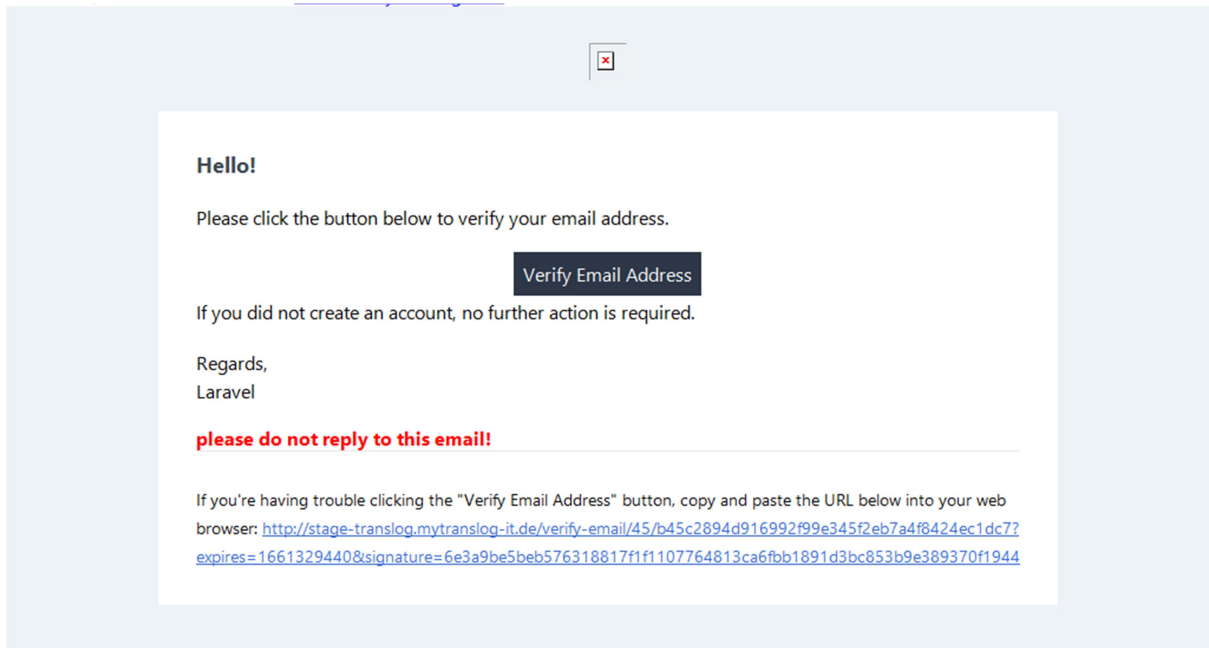 Hello!
Please click the button below to verify your email address.
Verify Email Address
If you did not create an account, no further action is required.
Regards,
Laravel
please do not reply to this email!
If you're having trouble clicking the "Verify Email Address" button, copy and paste the URL below into your web
browser: http://stage-translog.mytranslog-it.de/verify-email/45/b45c2894d916992f99e345f2eb7a4f8424ec1dc7?
expires=1661329440&signature=6e3a9be5beb576318817f1f1107764813ca6fbb1891d3bc853b9e389370f1944